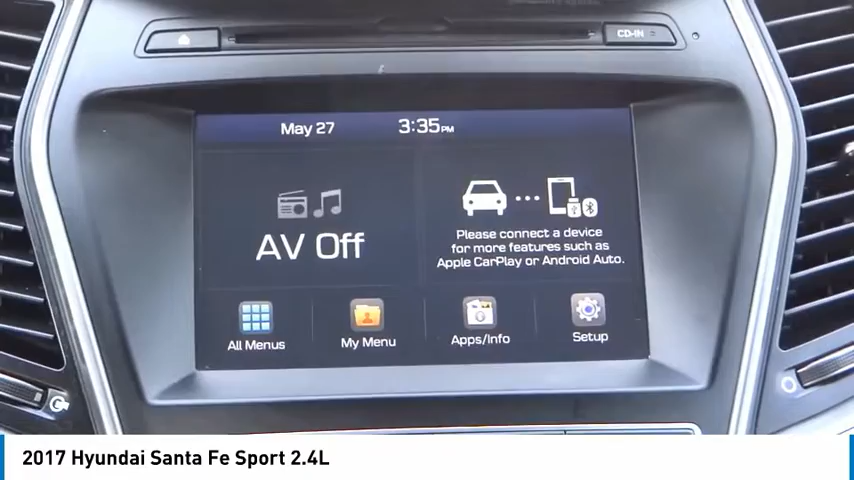 CD-IN
May 27 3:35PM
AV Off
Please connect a device
for more features such as
Apple CarPlay or Android Auto.
All Menus
My Menu
Apps/Info
Setup
2017 Hyundai Santa Fe Sport 2.4L